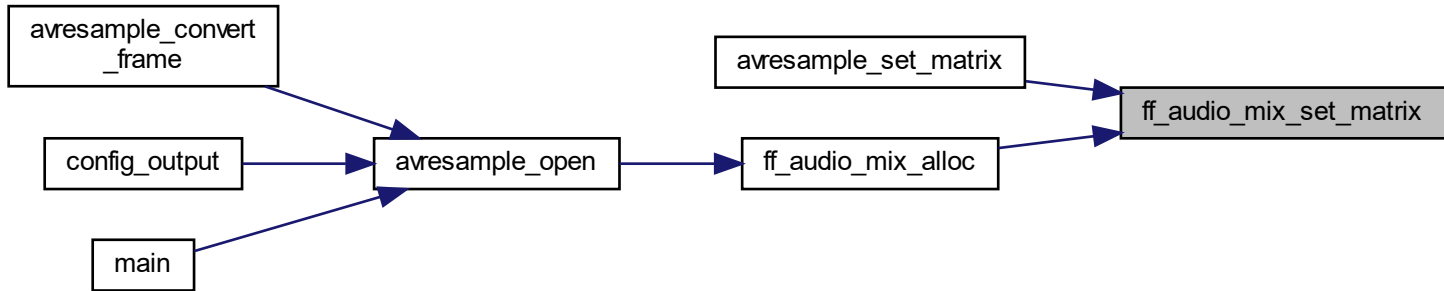 avresample_convert
_frame
config_output
main
avresample_open
avresample_set_matrix
ff_audio_mix_alloc
ff_audio_mix_set_matrix